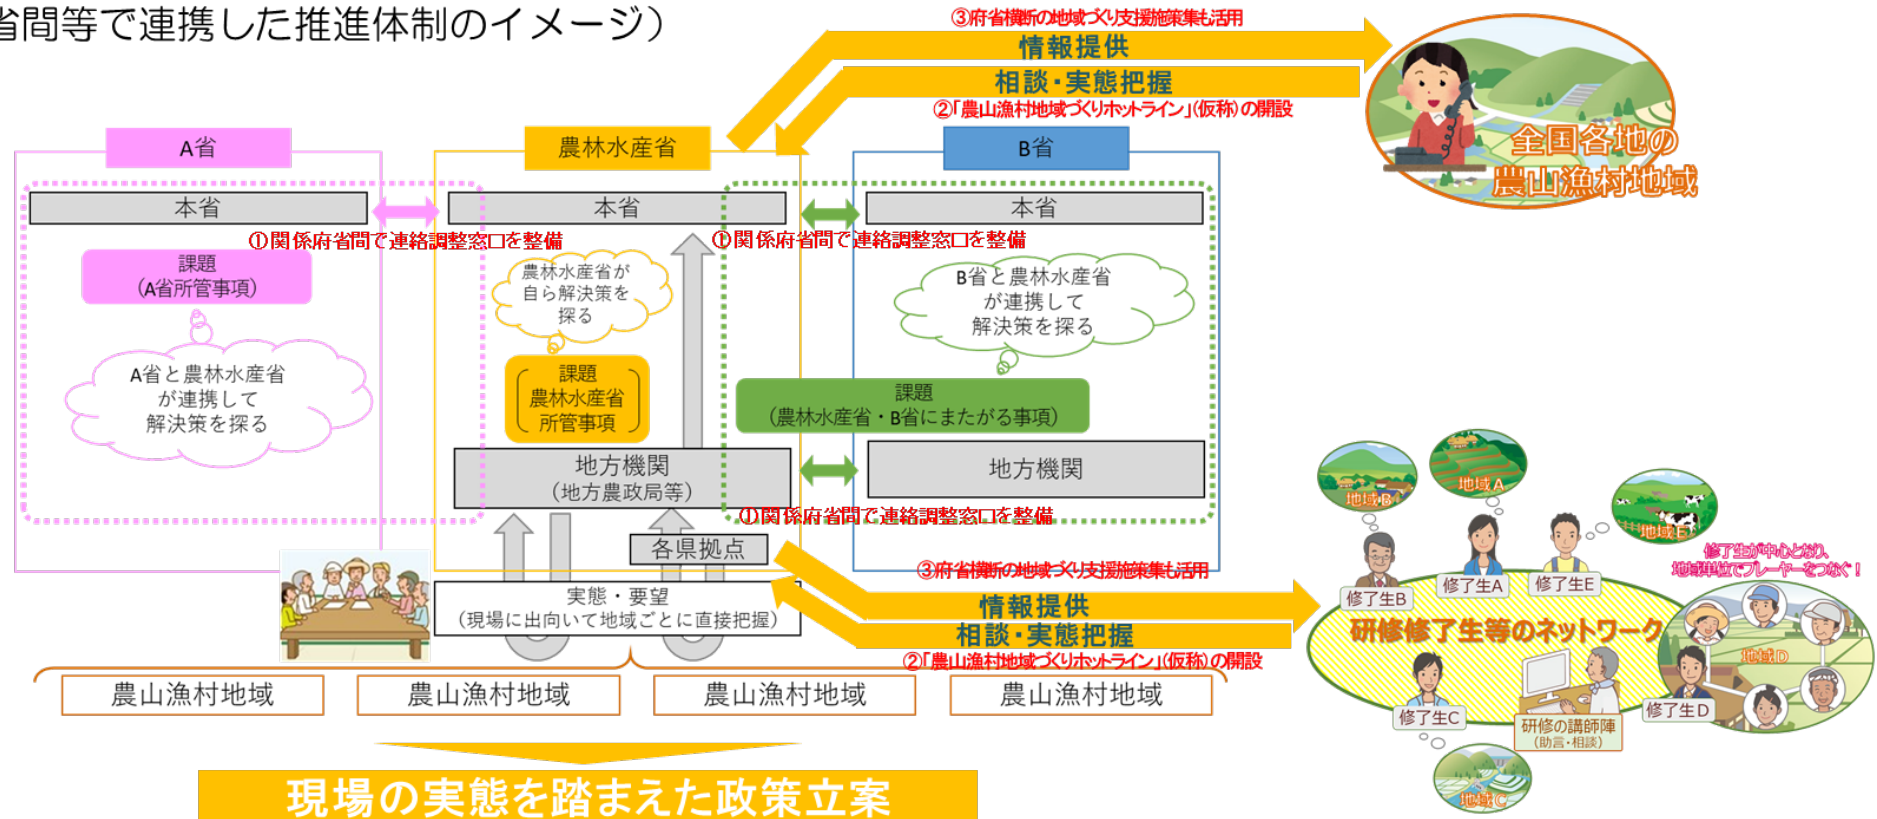 省間等で連携した推進体制のイメージ）
③府省横断の地域づくり支援施策集も活用
情報提供
相談・実態把握
②「農山漁村地域づくりホットライン」（仮称）の開設
全国各地の
農山漁村地域
A省
農林水産省
B省
本省
本省
本省
①関係府省間で連絡調整窓口を整備
①関係府省間で連絡調整窓口を整備
課題
（A省所管事項）
A省と農林水産省
が連携して
解決策を探る
農林水産省が
自ら解決策を
探る
課題
農林水産省
所管事項
B省と農林水産省
が連携して
解決策を探る
課題
（農林水産省・B省にまたがる事項）
地方機関
（地方農政局等）
地方機関
①関係府省間で連絡調整窓口を整備
各県拠点
実態・要望
（現場に出向いて地域ごとに直接把握）
③府省横断の地域づくり支援施策集も活用
情報提供
相談・実態把握
②「農山漁村地域づくりホットライン」（仮称）の開設
農山漁村地域
農山漁村地域
農山漁村地域
農山漁村地域
現場の実態を踏まえた政策立案
地域B
地域A
地域E
修了生が中心となり、
地域単位でプレーヤーをつなぐ！
修了生B
修了生A
修了生E
研修修了生等のネットワーク
地域D
修了生C
研修の講師陣
（助言・相談）
修了生D
地域C